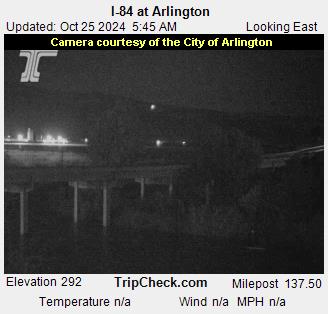 I-84 at Arlington
Updated: Oct 25 2024 5:45 AM Looking East
Camera courtesy of the City of Arlington
Elevation 292 TripCheck.com Milepost 137.50
Temperature n/a Wind n/a MPH n/a